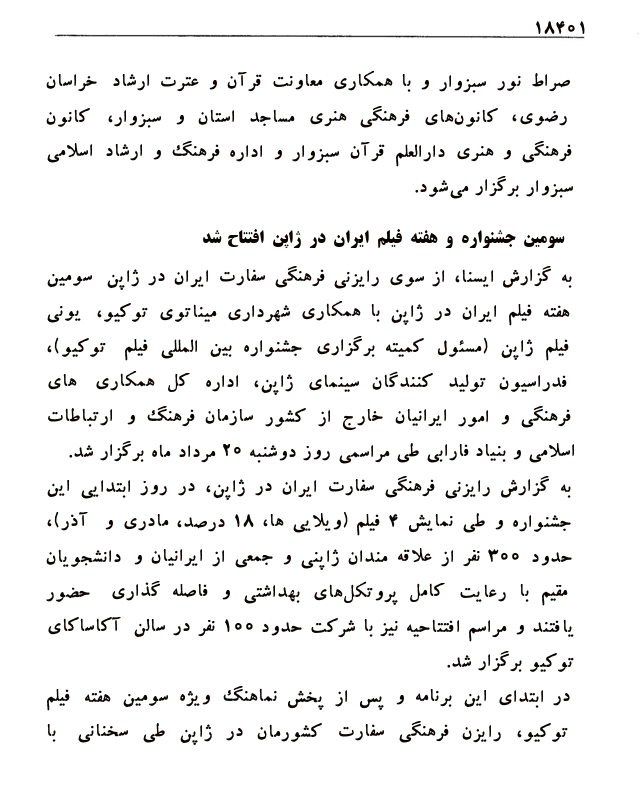 ۱۸۴۰۱
صراط نور سبزوار و با همکاری معاونت قرآن و عترت ارشاد خراسان
رضوی، کانون‌های فرهنگی هنری مساجد استان و سبزوار، کانون
فرهنگی و هنری دارالعلم قرآن سبزوار و اداره فرهنگ و ارشاد اسلامی
سبزوار برگزار می‌شود.
سومین جشنواره و هفته فیلم ایران در ژاپن افتتاح شد
به گزارش ایسنا، از سوی رایزنی فرهنگی سفارت ایران در ژاپن سومین
هفته فیلم ایران در ژاپن با همکاری شهرداری میناتوی توکیو، یونی
فیلم ژاپن (مسئول کمیته برگزاری جشنواره بین المللی فیلم توکیو)،
فدراسیون تولید کنندگان سینمای ژاپن، اداره کل همکاری های
فرهنگی و امور ایرانیان خارج از کشور سازمان فرهنگ و ارتباطات
اسلامی و بنیاد فارابی طی مراسمی روز دوشنبه ۲۰ مرداد ماه برگزار شد.
به گزارش رایزنی فرهنگی سفارت ایران در ژاپن، در روز ابتدایی این
جشنواره و طی نمایش ۴ فیلم (ویلایی ها، ۱۸ درصد، مادری و آذر)،
حدود ۳۰۰ نفر از علاقه مندان ژاپنی و جمعی از ایرانیان و دانشجویان
مقیم با رعایت کامل پروتکل‌های بهداشتی و فاصله گذاری حضور
یافتند و مراسم افتتاحیه نیز با شرکت حدود ۱۰۰ نفر در سالن آکاساکای
توکیو برگزار شد.
در ابتدای این برنامه و پس از پخش نماهنگ ویژه سومین هفته فیلم
توکیو، رایزن فرهنگی سفارت کشورمان در ژاپن طی سخنانی با